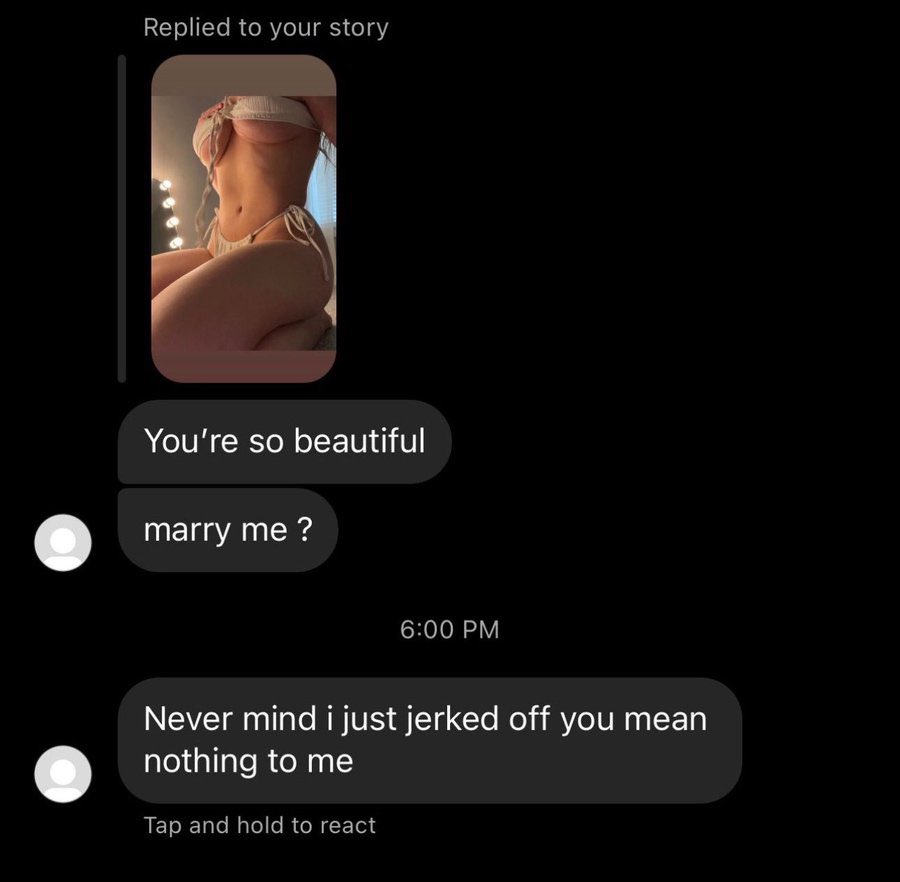 Replied to your story
You're so beautiful
marry me ?
6:00 PM
Never mind i just jerked off you mean
nothing to me
Tap and hold to react